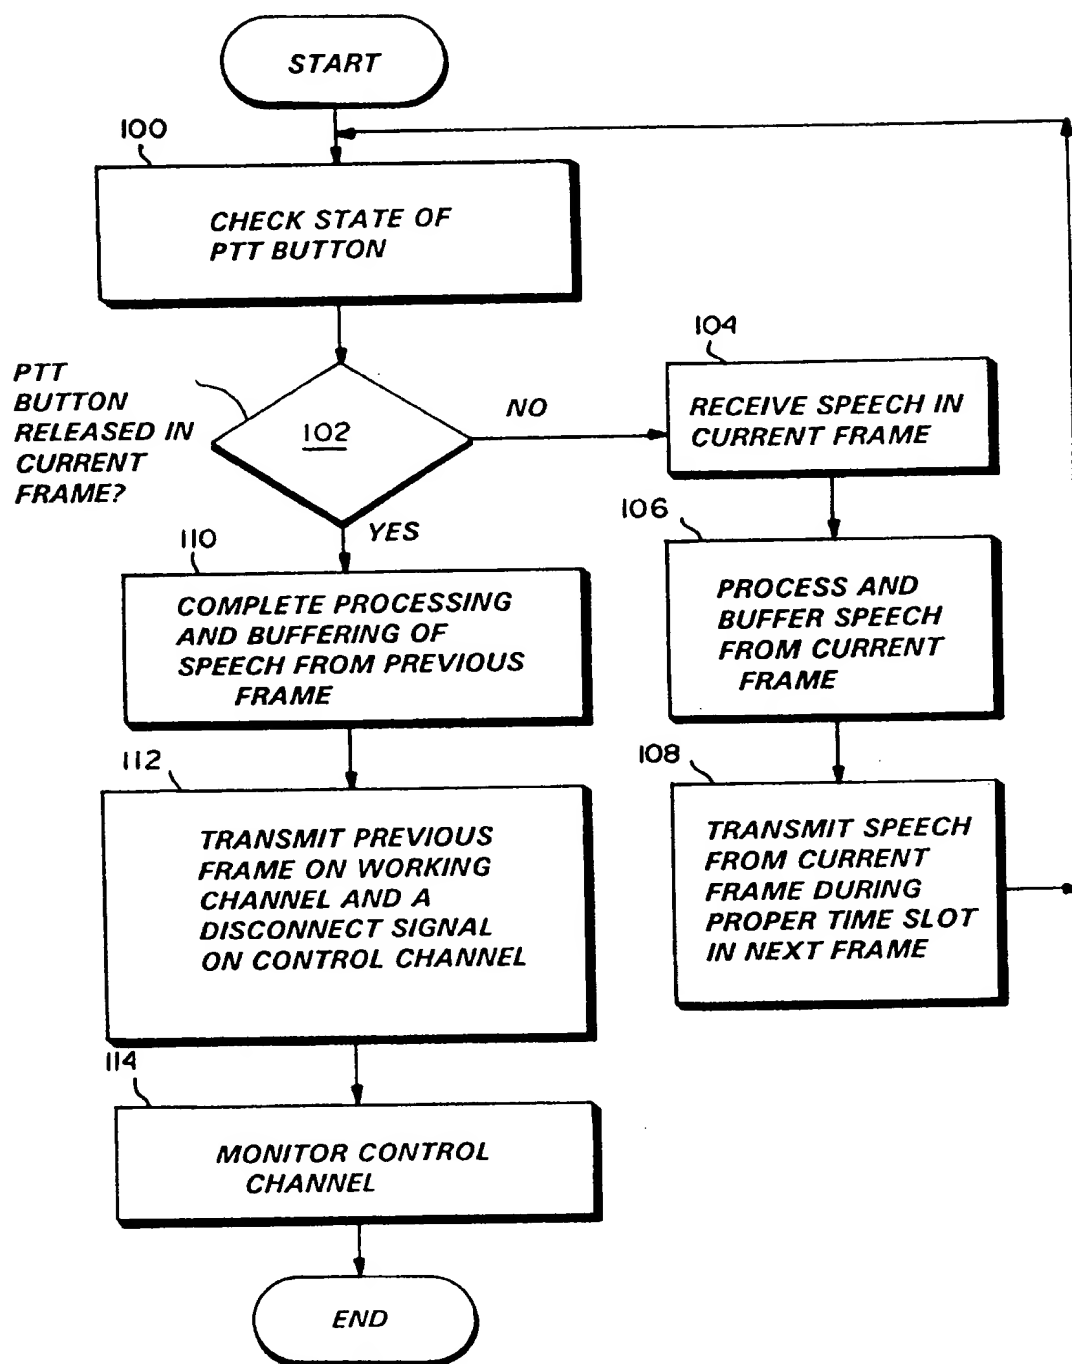 START
100
CHECK STATE OF
PTT BUTTON
PTT
BUTTON
RELEASED IN
CURRENT
FRAME?
102
NO
YES
104
RECEIVE SPEECH IN
CURRENT FRAME
106
PROCESS AND
BUFFER SPEECH
FROM CURRENT
FRAME
108
TRANSMIT SPEECH
FROM CURRENT
FRAME DURING
PROPER TIME SLOT
IN NEXT FRAME
110
COMPLETE PROCESSING
AND BUFFERING OF
SPEECH FROM PREVIOUS
FRAME
112
TRANSMIT PREVIOUS
FRAME ON WORKING
CHANNEL AND A
DISCONNECT SIGNAL
ON CONTROL CHANNEL
114
MONITOR CONTROL
CHANNEL
END